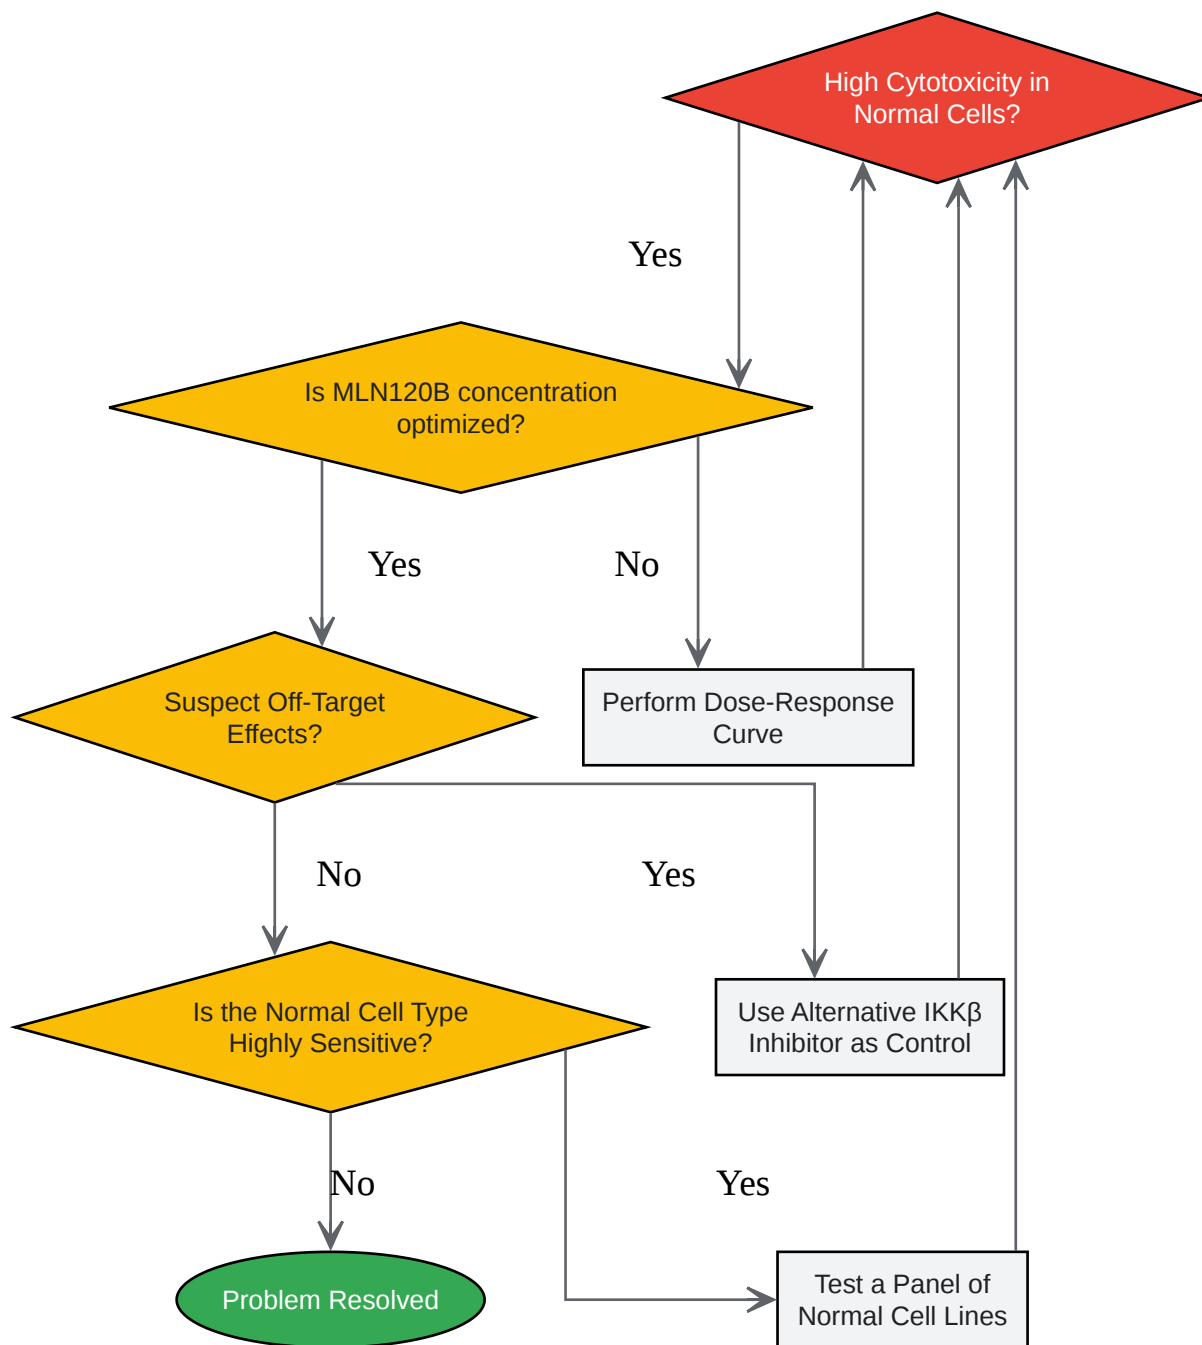 High Cytotoxicity in
Normal Cells?
Yes
Is MLN120B concentration
optimized?
Yes
No
Suspect Off-Target
Effects?
Perform Dose-Response
Curve
No
Yes
Is the Normal Cell Type
Highly Sensitive?
Use Alternative IKKβ
Inhibitor as Control
No
Yes
Problem Resolved
Test a Panel of
Normal Cell Lines